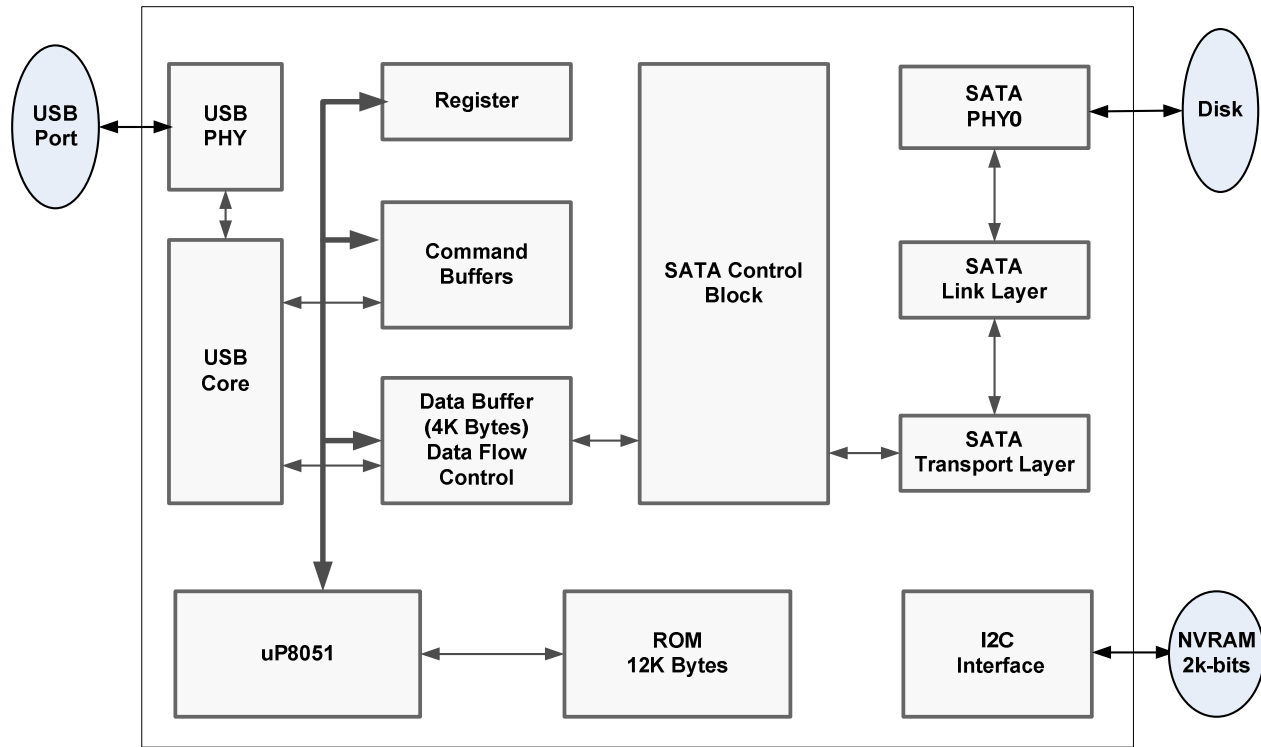 USB
Port
USB
PHY
Register
SATA
PHY0
Disk
Command
Buffers
SATA Control
Block
SATA
Link Layer
USB
Core
Data Buffer
(4K Bytes)
Data Flow
Control
SATA
Transport Layer
uP8051
ROM
12K Bytes
I2C
Interface
NVRAM
2k-bits